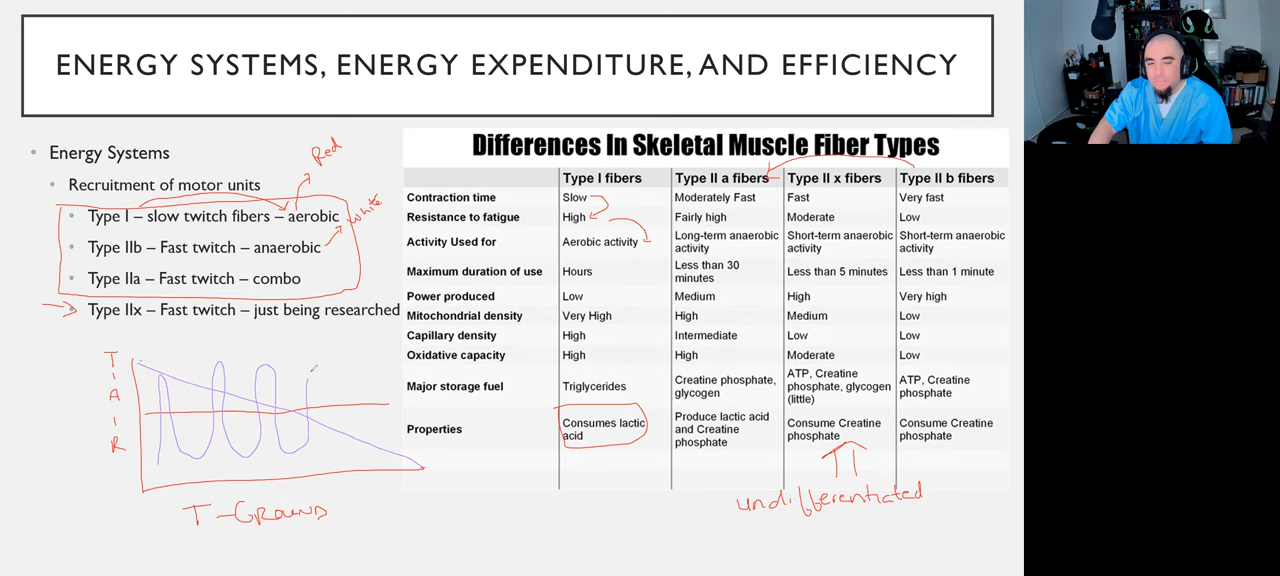 ENERGY SYSTEMS, ENERGY EXPENDITURE, AND EFFICIENCY
• Energy Systems
• Recruitment of motor units
• Type I – slow twitch fibers – aerobic
• Type IIb – Fast twitch – anaerobic
• Type IIa – Fast twitch – combo
• Type IIx – Fast twitch – just being researched
Red
white
T-AIR
T-GROUND
Differences In Skeletal Muscle Fiber Types
Type I fibers Type II a fibers Type II x fibers Type II b fibers
Contraction time Slow Moderately Fast Fast Very fast
Resistance to fatigue High Fairly high Moderate Low
Activity Used for Aerobic activity Long-term anaerobic activity Short-term anaerobic activity Short-term anaerobic activity
Maximum duration of use Hours Less than 30 minutes Less than 5 minutes Less than 1 minute
Power produced Low Medium High Very high
Mitochondrial density Very High High Medium Low
Capillary density High Intermediate Low Low
Oxidative capacity High High Moderate Low
Major storage fuel Triglycerides Creatine phosphate, glycogen ATP, Creatine phosphate, glycogen (little) ATP, Creatine phosphate
Properties Consumes lactic acid Produce lactic acid and Creatine phosphate Consume Creatine phosphate Consume Creatine phosphate
undifferentiated